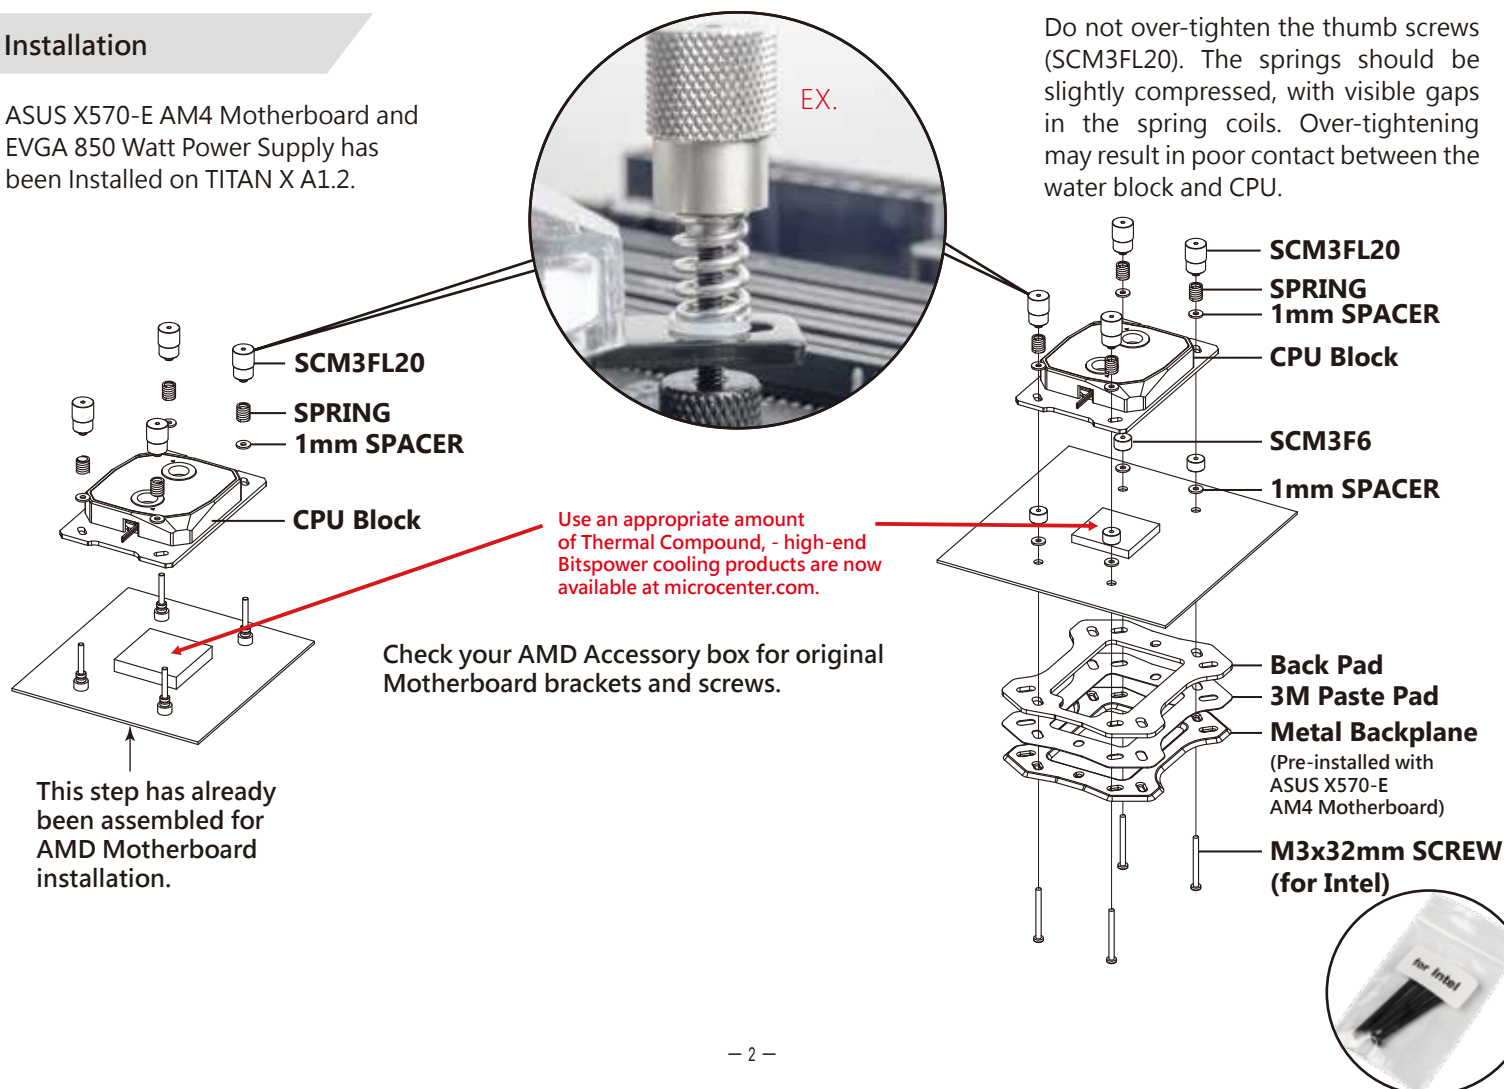 Installation
ASUS X570-E AM4 Motherboard and
EVGA 850 Watt Power Supply has
been Installed on TITAN X A1.2.
EX.
Do not over-tighten the thumb screws
(SCM3FL20). The springs should be
slightly compressed, with visible gaps
in the spring coils. Over-tightening
may result in poor contact between the
water block and CPU.
SCM3FL20
SPRING
1mm SPACER
CPU Block
Use an appropriate amount
of Thermal Compound, - high-end
Bitspower cooling products are now
available at microcenter.com.
Check your AMD Accessory box for original
Motherboard brackets and screws.
This step has already
been assembled for
AMD Motherboard
installation.
SCM3FL20
SPRING
1mm SPACER
CPU Block
SCM3F6
1mm SPACER
Back Pad
3M Paste Pad
Metal Backplane
(Pre-installed with
ASUS X570-E
AM4 Motherboard)
M3x32mm SCREW
(for Intel)
for intel
— 2 —